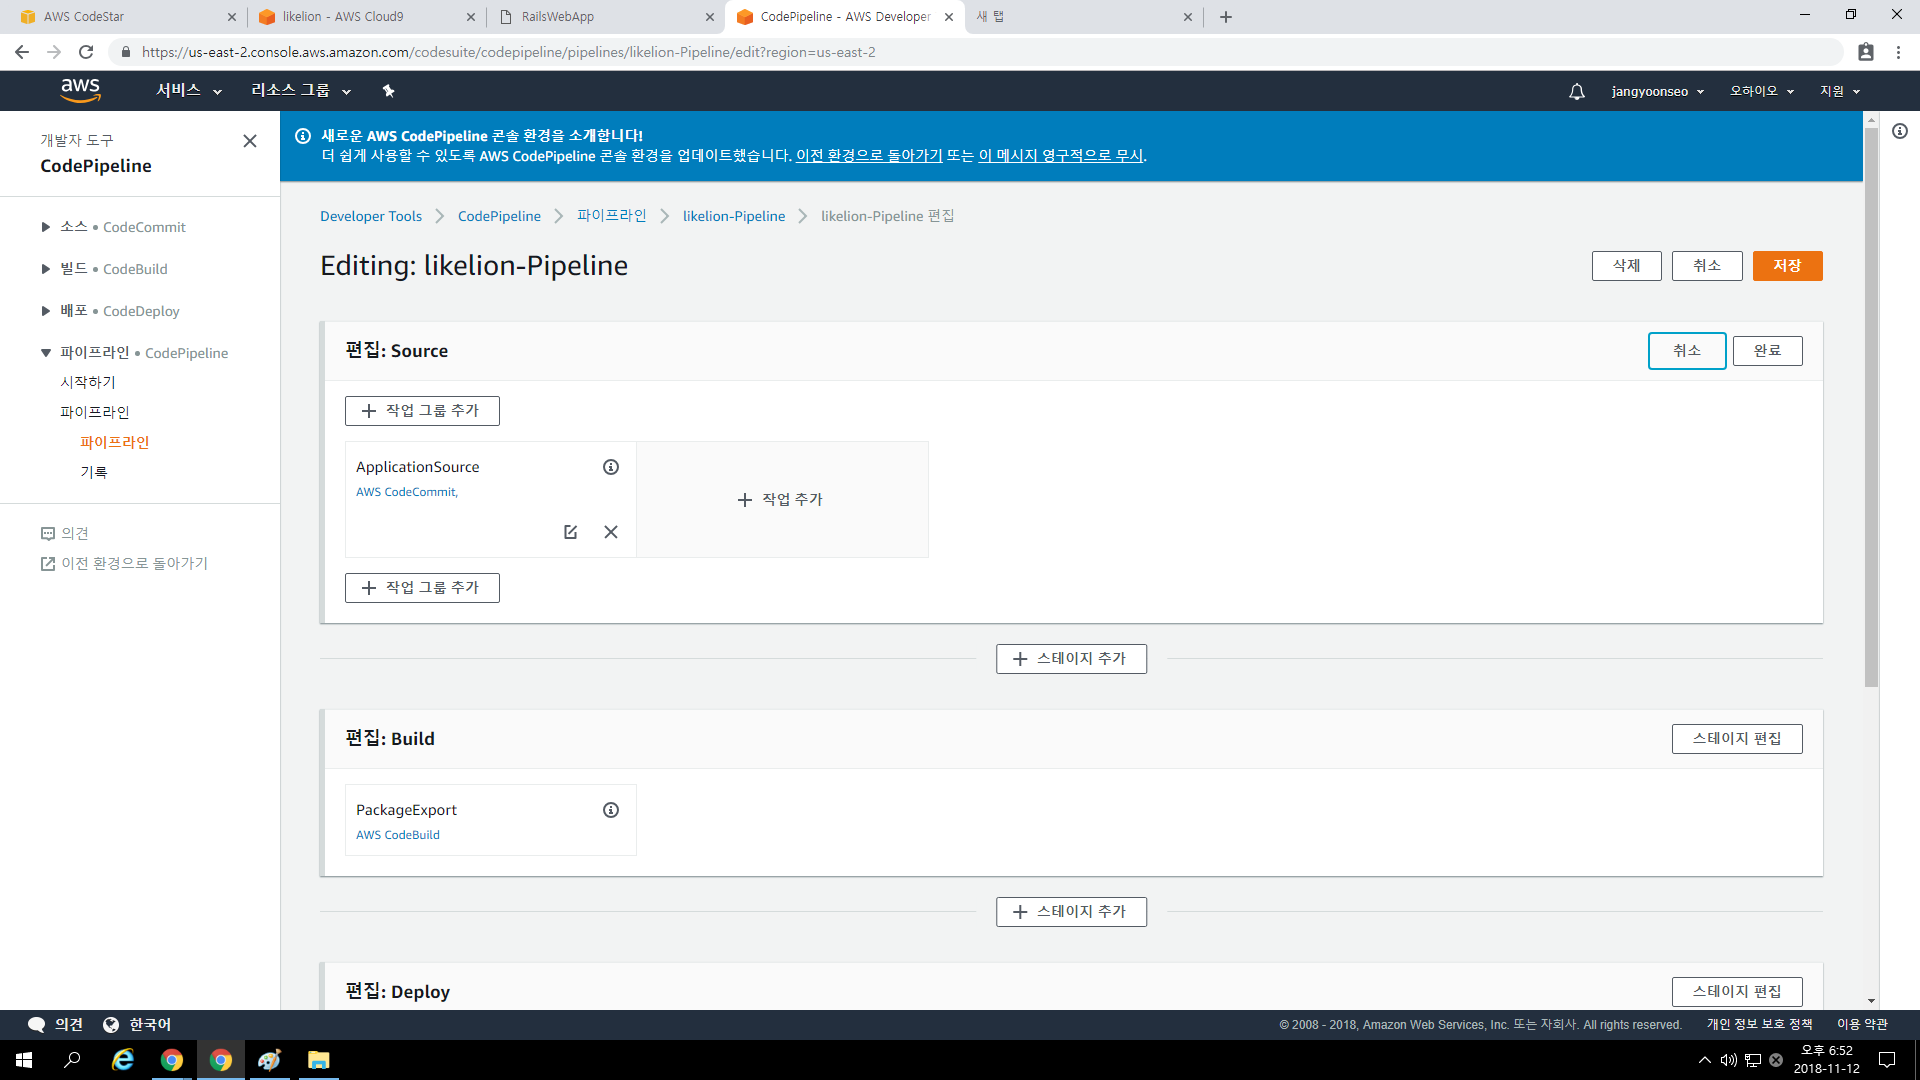 AWS CodeStar
likelion - AWS Cloud9
RailsWebApp
CodePipeline - AWS Developer
새 탭
https://us-east-2.console.aws.amazon.com/codesuite/codepipeline/pipelines/likelion-Pipeline/edit?region=us-east-2
aws
서비스
리소스 그룹
jangyoonseo
오하이오
지원
개발자 도구
CodePipeline
소스 • CodeCommit
빌드 • CodeBuild
배포 • CodeDeploy
파이프라인 • CodePipeline
시작하기
파이프라인
파이프라인
기록
의견
이전 환경으로 돌아가기
새로운 AWS CodePipeline 콘솔 환경을 소개합니다!
더 쉽게 사용할 수 있도록 AWS CodePipeline 콘솔 환경을 업데이트했습니다. 이전 환경으로 돌아가기 또는 이 메시지 영구적으로 무시.
Developer Tools
CodePipeline
파이프라인
likelion-Pipeline
likelion-Pipeline 편집
Editing: likelion-Pipeline
삭제
취소
저장
편집: Source
취소
완료
작업 그룹 추가
ApplicationSource
AWS CodeCommit,
작업 추가
작업 그룹 추가
스테이지 추가
편집: Build
스테이지 편집
PackageExport
AWS CodeBuild
스테이지 추가
편집: Deploy
스테이지 편집
의견
한국어
© 2008 - 2018, Amazon Web Services, Inc. 또는 자회사. All rights reserved.
개인 정보 보호 정책
이용 약관
오후 6:52
2018-11-12